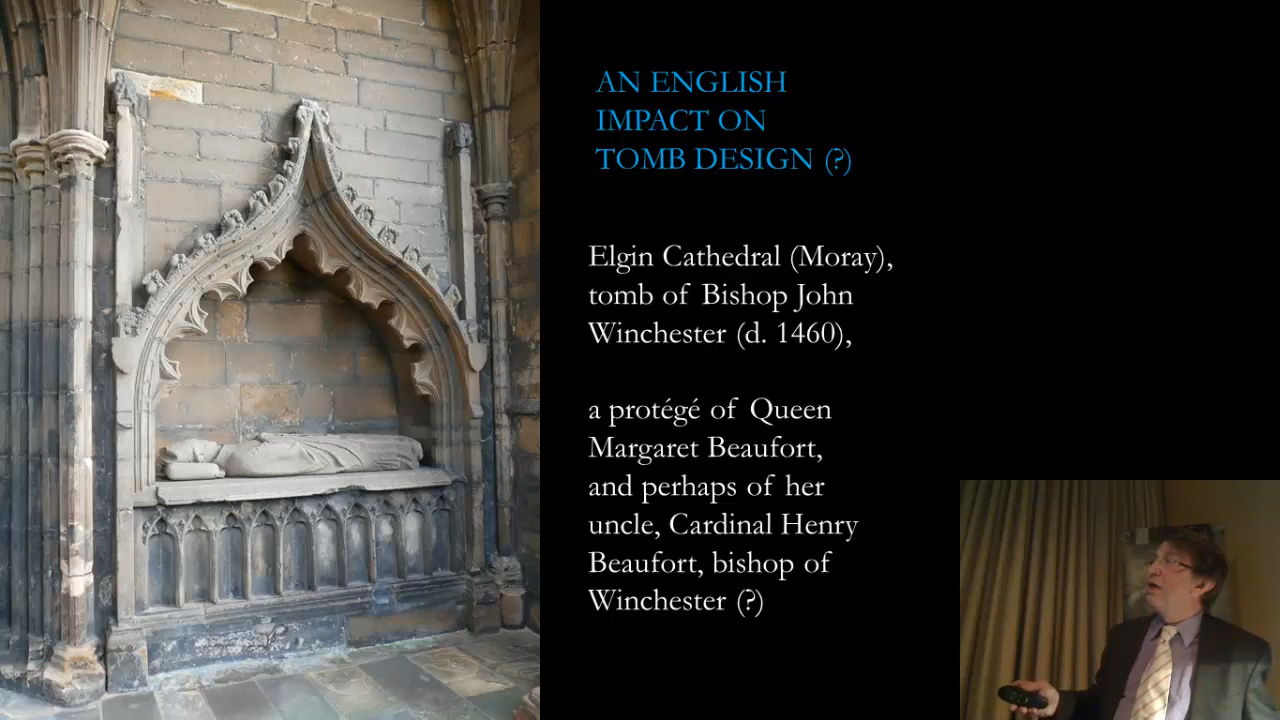 AN ENGLISH
IMPACT ON
TOMB DESIGN (?)
Elgin Cathedral (Moray),
tomb of Bishop John
Winchester (d. 1460),
a protégé of Queen
Margaret Beaufort,
and perhaps of her
uncle, Cardinal Henry
Beaufort, bishop of
Winchester (?)